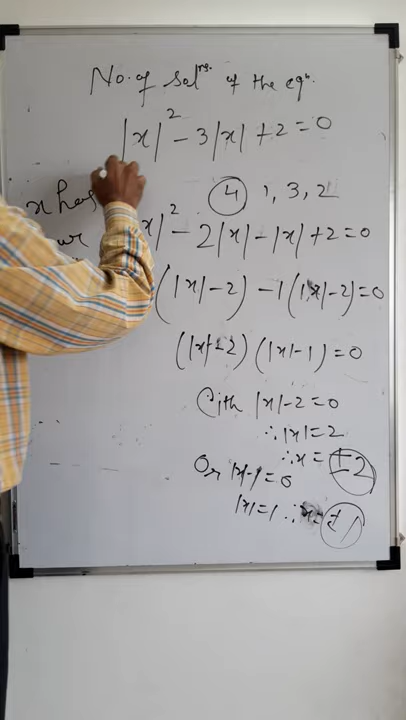 No. of solns. of the eqn.
|x|² - 3|x| + 2 = 0
x has ④ 1, 3, 2
x|² - 2|x| - |x| + 2 = 0
(|x| - 2) - 1(|x| - 2) = 0
(|x| - 2)(|x| - 1) = 0
|x| - 2 = 0
∴ |x| = 2
∴ x = ±2
Or |x| - 1 = 0
|x| = 1 ∴ x = ±1